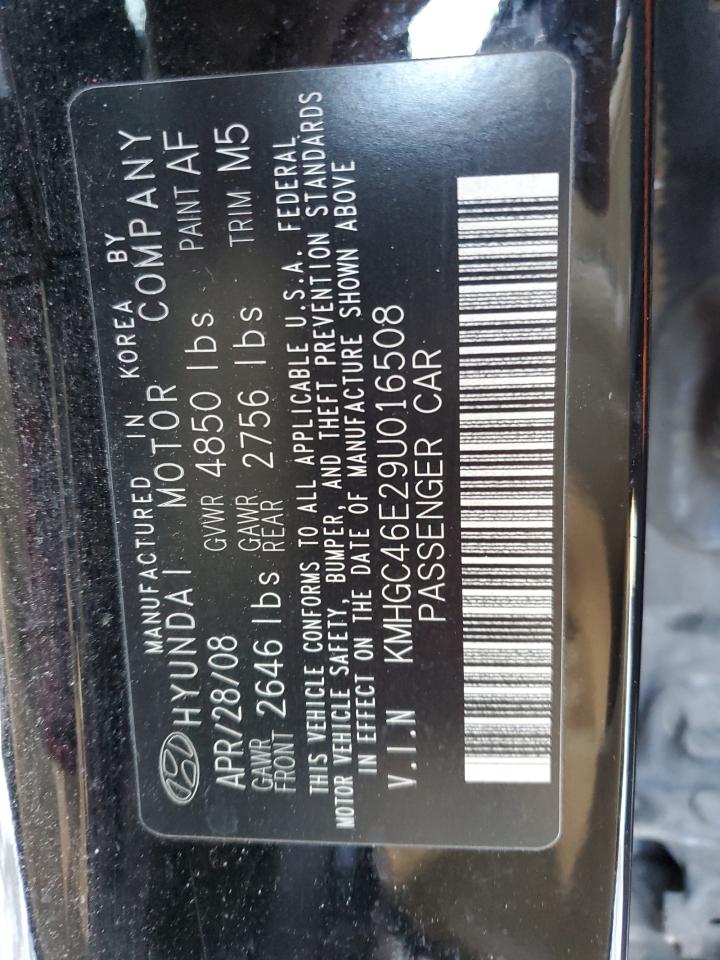 MANUFACTURED IN KOREA BY
HYUNDAI MOTOR COMPANY
APR/28/08 GVWR 4850 lbs PAINT AF
GAWR FRONT 2646 lbs GAWR REAR 2756 lbs TRIM M5
THIS VEHICLE CONFORMS TO ALL APPLICABLE U.S.A. FEDERAL
MOTOR VEHICLE SAFETY, BUMPER, AND THEFT PREVENTION STANDARDS
IN EFFECT ON THE DATE OF MANUFACTURE SHOWN ABOVE
V.I.N KMHGC46E29U016508
PASSENGER CAR